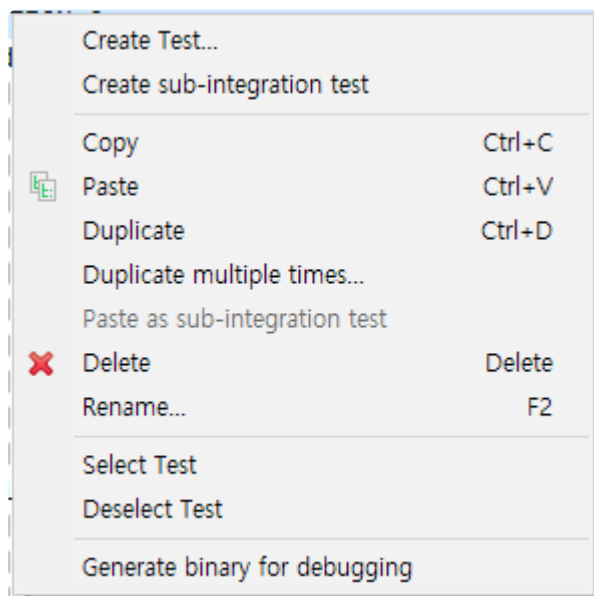 Create Test...
Create sub-integration test
Copy Ctrl+C
Paste Ctrl+V
Duplicate Ctrl+D
Duplicate multiple times...
Paste as sub-integration test
Delete Delete
Rename... F2
Select Test
Deselect Test
Generate binary for debugging